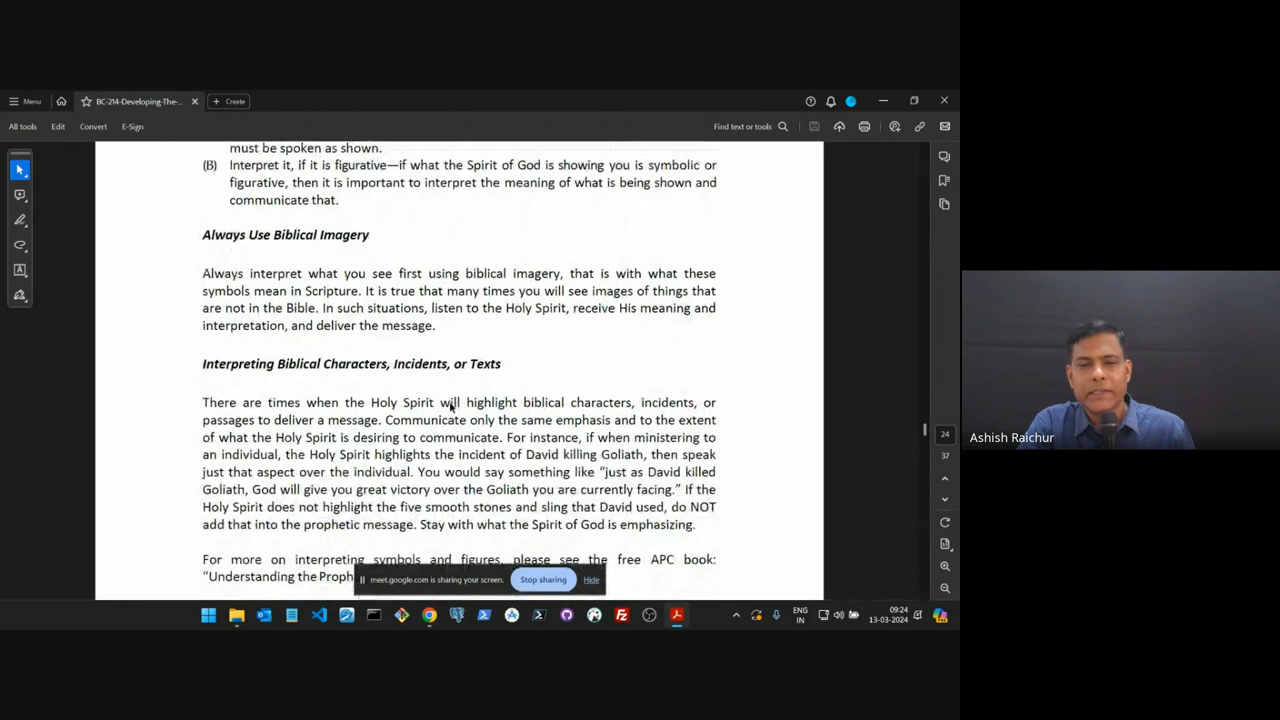 Menu
BC-214-Developing-The-...
Create
All tools
Edit
Convert
E-Sign
Find text or tools
must be spoken as shown.
(B) Interpret it, if it is figurative—if what the Spirit of God is showing you is symbolic or
figurative, then it is important to interpret the meaning of what is being shown and
communicate that.
Always Use Biblical Imagery
Always interpret what you see first using biblical imagery, that is with what these
symbols mean in Scripture. It is true that many times you will see images of things that
are not in the Bible. In such situations, listen to the Holy Spirit, receive His meaning and
interpretation, and deliver the message.
Interpreting Biblical Characters, Incidents, or Texts
There are times when the Holy Spirit will highlight biblical characters, incidents, or
passages to deliver a message. Communicate only the same emphasis and to the extent
of what the Holy Spirit is desiring to communicate. For instance, if when ministering to
an individual, the Holy Spirit highlights the incident of David killing Goliath, then speak
just that aspect over the individual. You would say something like "just as David killed
Goliath, God will give you great victory over the Goliath you are currently facing." If the
Holy Spirit does not highlight the five smooth stones and sling that David used, do NOT
add that into the prophetic message. Stay with what the Spirit of God is emphasizing.
For more on interpreting symbols and figures, please see the free APC book:
"Understanding the Proph
24
37
meet.google.com is sharing your screen.
Stop sharing
Hide
ENG
IN
09:24
13-03-2024
Ashish Raichur